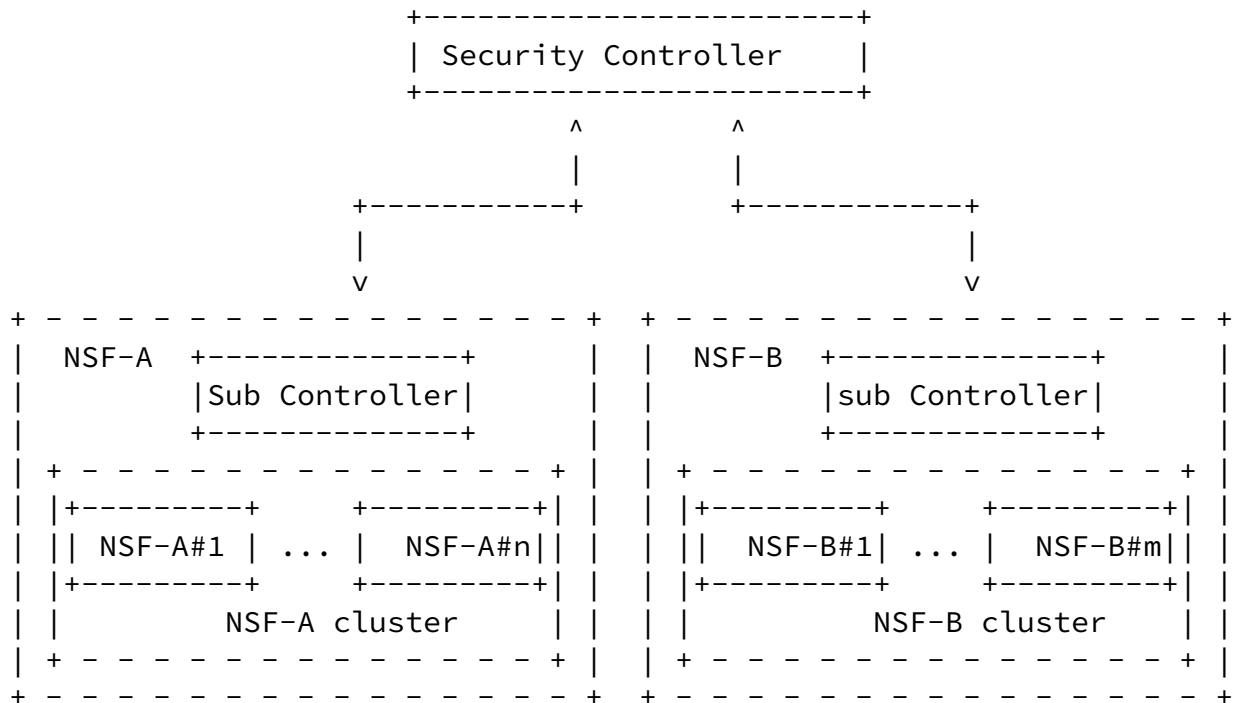 Security Controller
NSF-A
NSF-B
Sub Controller
sub Controller
NSF-A#1 ... NSF-A#n
NSF-B#1 ... NSF-B#m
NSF-A cluster
NSF-B cluster